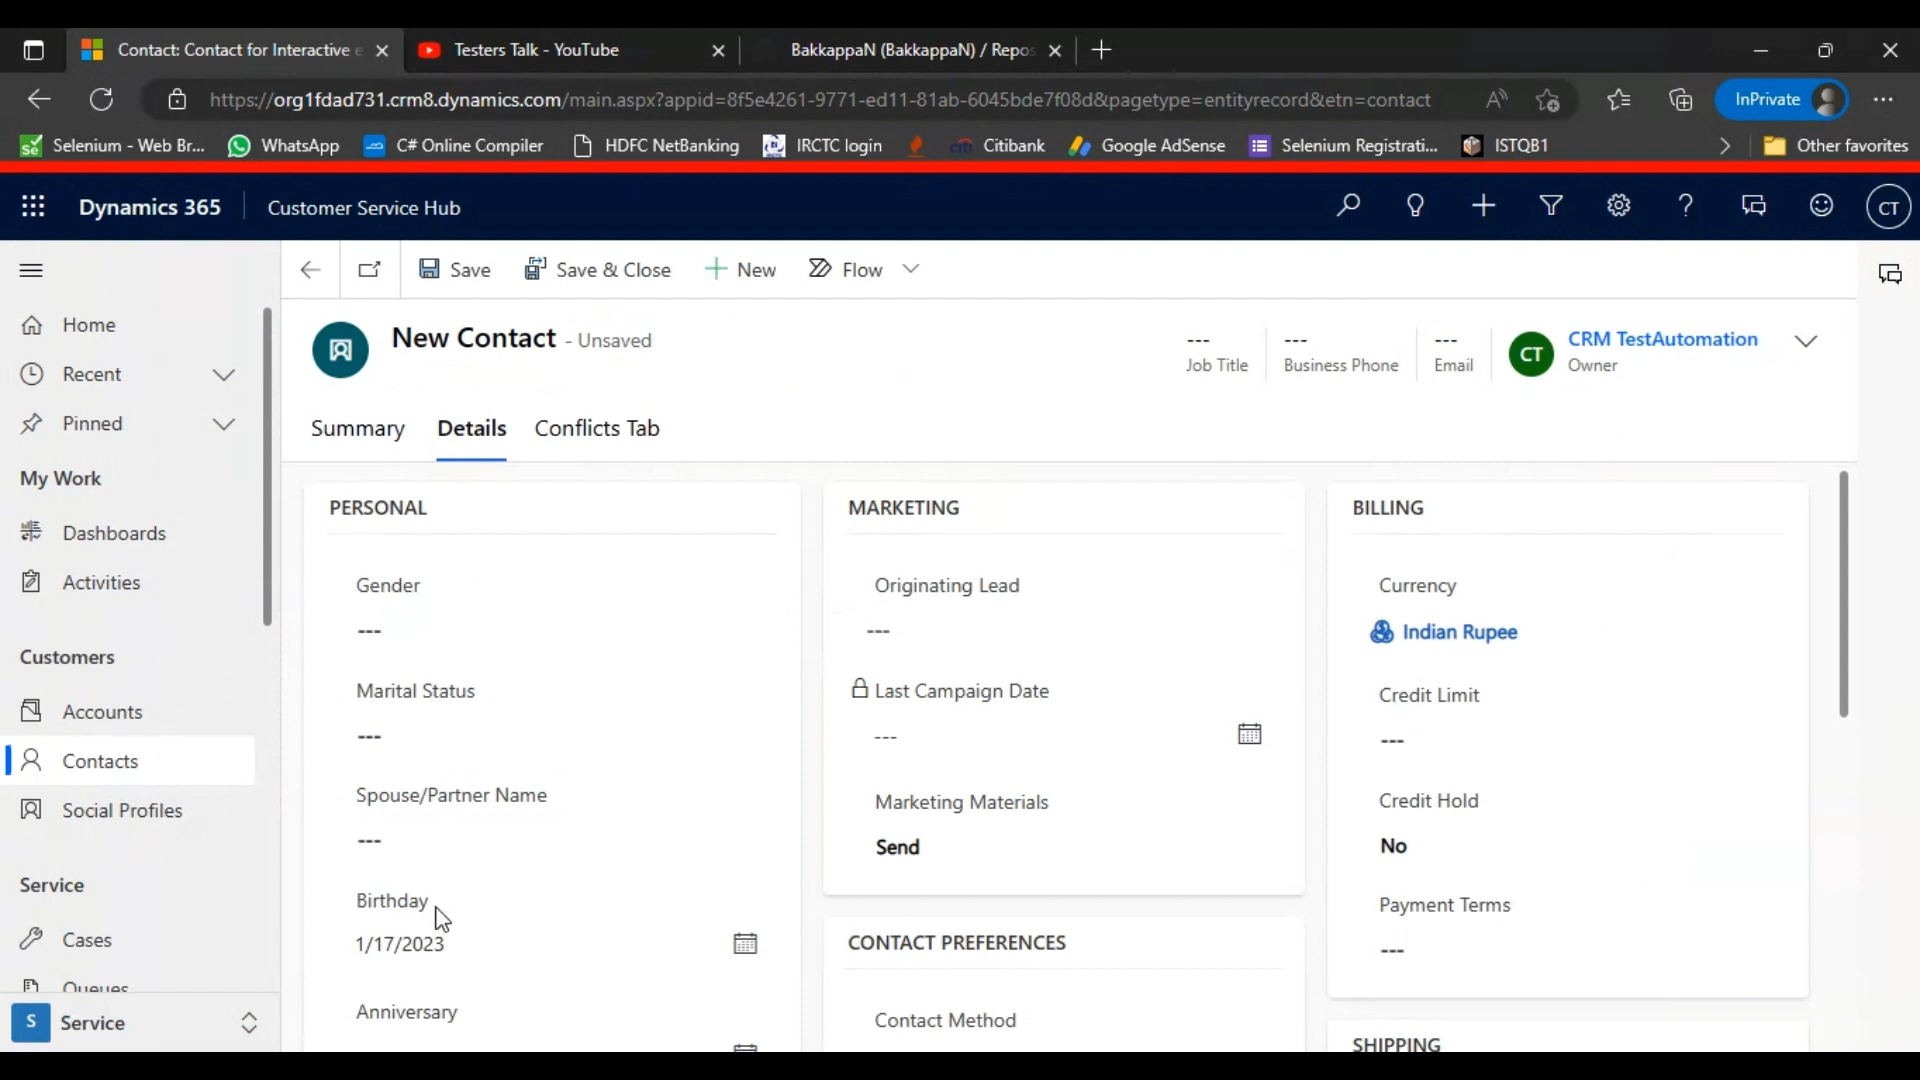 Contact: Contact for Interactive e
Testers Talk - YouTube
BakkappaN (BakkappaN) / Repos
https://org1fdad731.crm8.dynamics.com/main.aspx?appid=8f5e4261-9771-ed11-81ab-6045bde7f08d&pagetype=entityrecord&etn=contact
InPrivate
Selenium - Web Br...
WhatsApp
C# Online Compiler
HDFC NetBanking
IRCTC login
Citibank
Google AdSense
Selenium Registrati...
ISTQB1
Other favorites
Dynamics 365
Customer Service Hub
CT
Save
Save & Close
New
Flow
Home
Recent
Pinned
My Work
Dashboards
Activities
Customers
Accounts
Contacts
Social Profiles
Service
Cases
Queues
S Service
New Contact - Unsaved
---
Job Title
---
Business Phone
---
Email
CT
CRM TestAutomation
Owner
Summary
Details
Conflicts Tab
PERSONAL
Gender
---
Marital Status
---
Spouse/Partner Name
---
Birthday
1/17/2023
Anniversary
MARKETING
Originating Lead
---
Last Campaign Date
---
Marketing Materials
Send
CONTACT PREFERENCES
Contact Method
BILLING
Currency
Indian Rupee
Credit Limit
---
Credit Hold
No
Payment Terms
---
SHIPPING